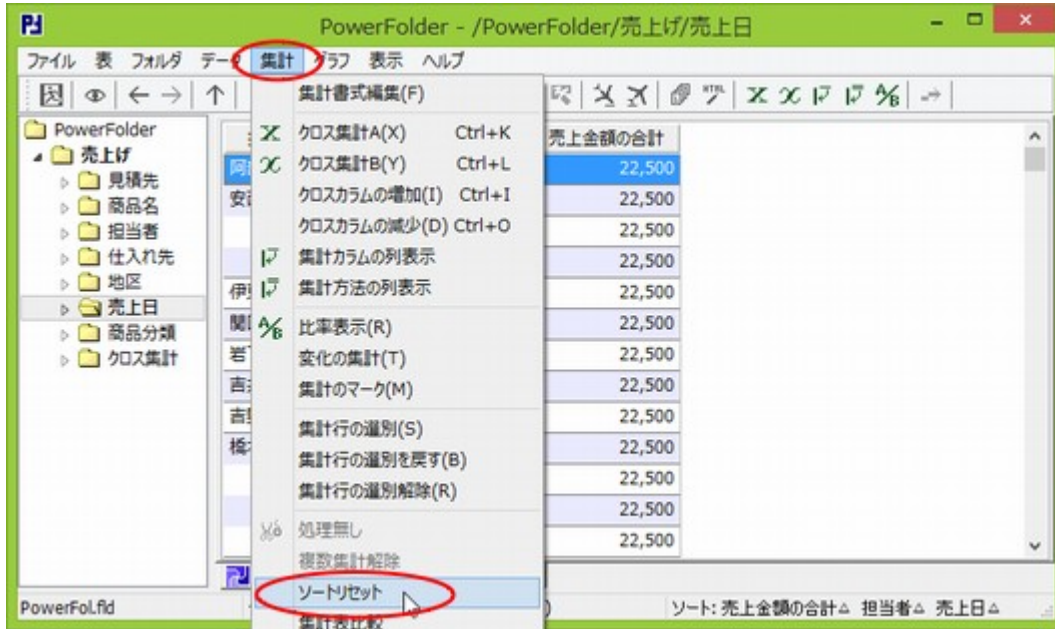 PowerFolder - /PowerFolder/売上げ/売上日
ファイル 表 フォルダ データ 集計 グラフ 表示 ヘルプ
PowerFolder
売上げ
見積先
商品名
担当者
仕入れ先
地区
売上日
商品分類
クロス集計
集計書式編集(F)
クロス集計A(X) Ctrl+K
クロス集計B(Y) Ctrl+L
クロスカラムの増加(I) Ctrl+I
クロスカラムの減少(D) Ctrl+O
集計カラムの列表示
集計方法の列表示
比率表示(R)
変化の集計(T)
集計のマーク(M)
集計行の選別(S)
集計行の選別を戻す(B)
集計行の選別解除(R)
処理無し
複数集計解除
ソートリセット
集計表比較
売上金額の合計
22,500
22,500
22,500
22,500
22,500
22,500
22,500
22,500
22,500
22,500
22,500
22,500
22,500
PowerFol.fld
ソート: 売上金額の合計△ 担当者△ 売上日△